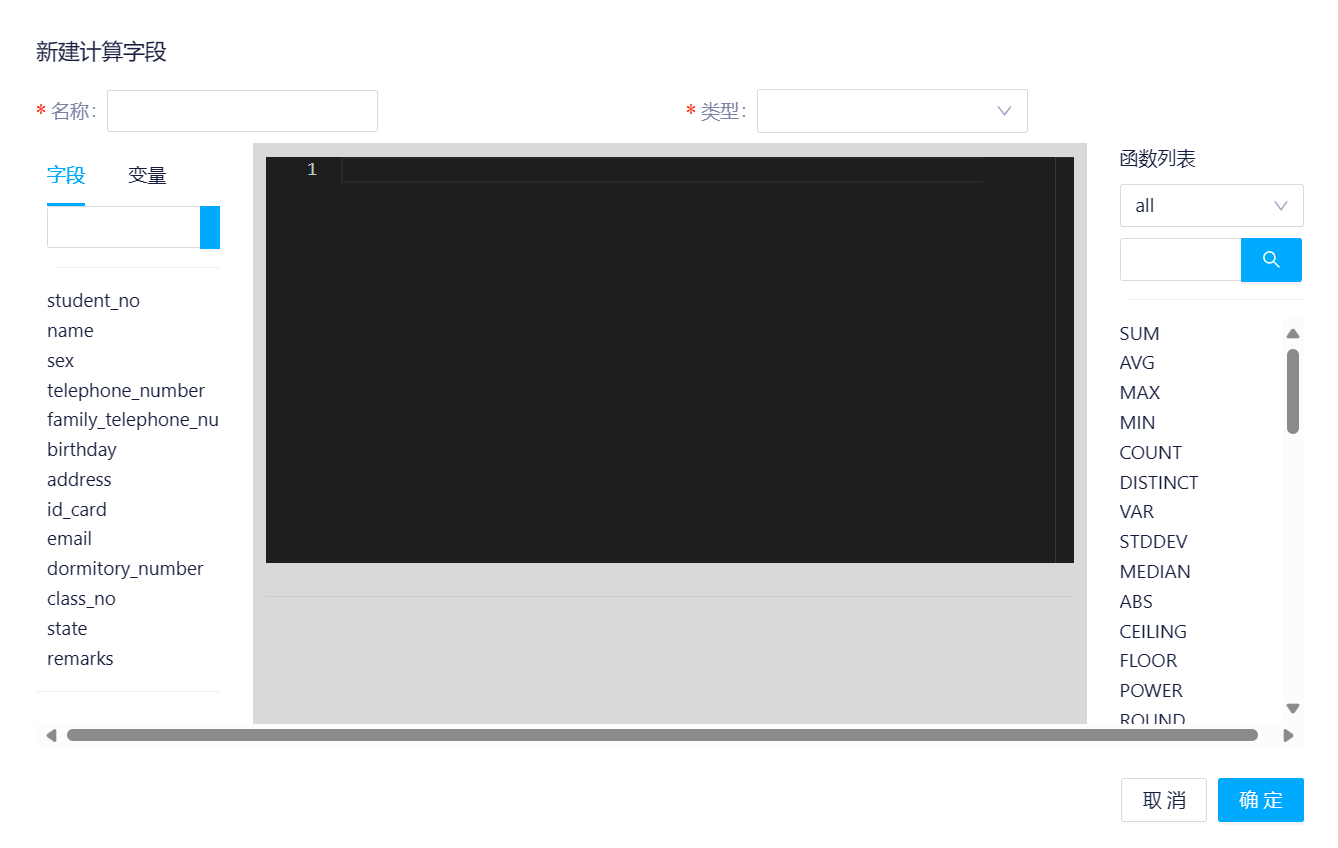 新建计算字段
* 名称:
* 类型:
字段 变量
student_no
name
sex
telephone_number
family_telephone_nu
birthday
address
id_card
email
dormitory_number
class_no
state
remarks
1
函数列表
all
SUM
AVG
MAX
MIN
COUNT
DISTINCT
VAR
STDDEV
MEDIAN
ABS
CEILING
FLOOR
POWER
ROUND
取 消
确 定